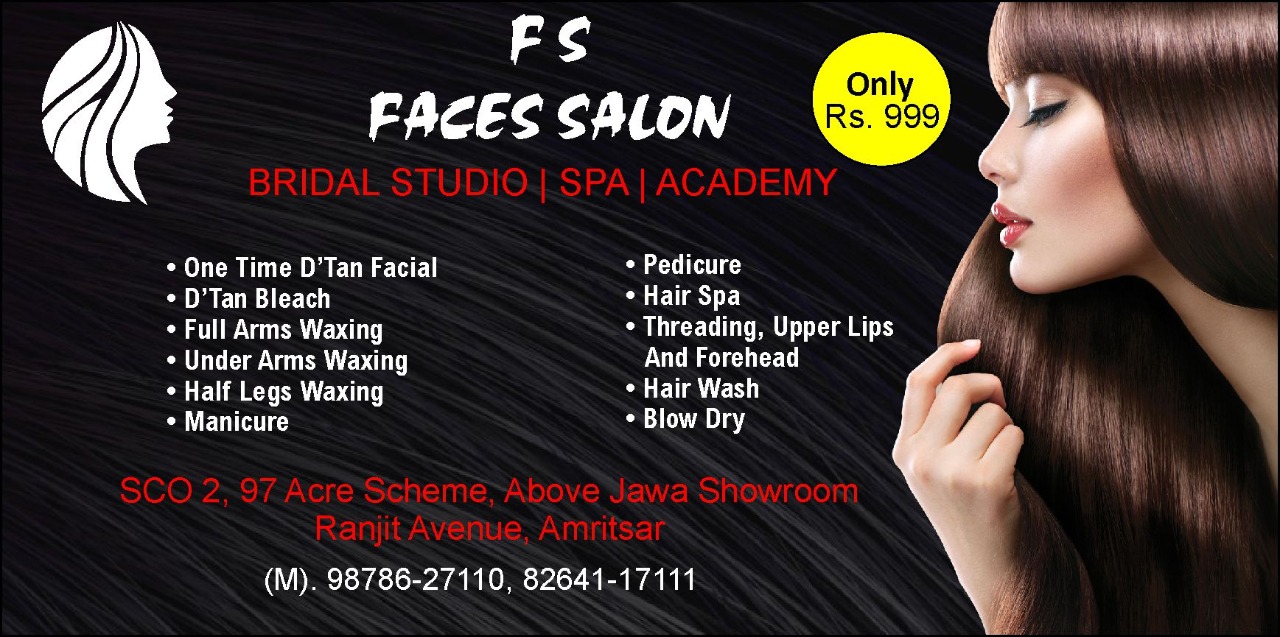 F S
FACES SALON
Only
Rs. 999
BRIDAL STUDIO | SPA | ACADEMY
• One Time D’Tan Facial
• D’Tan Bleach
• Full Arms Waxing
• Under Arms Waxing
• Half Legs Waxing
• Manicure
• Pedicure
• Hair Spa
• Threading, Upper Lips
And Forehead
• Hair Wash
• Blow Dry
SCO 2, 97 Acre Scheme, Above Jawa Showroom
Ranjit Avenue, Amritsar
(M). 98786-27110, 82641-17111